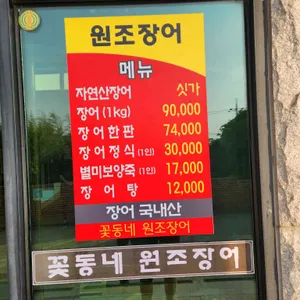 원조장어
메뉴
자연산장어 싯가
장어 (1kg) 90,000
장어한판 74,000
장어정식 (1인) 30,000
별미보양죽 (1인) 17,000
장어탕 12,000
장어 국내산
꽃동네 원조장어
꽃동네 원조장어